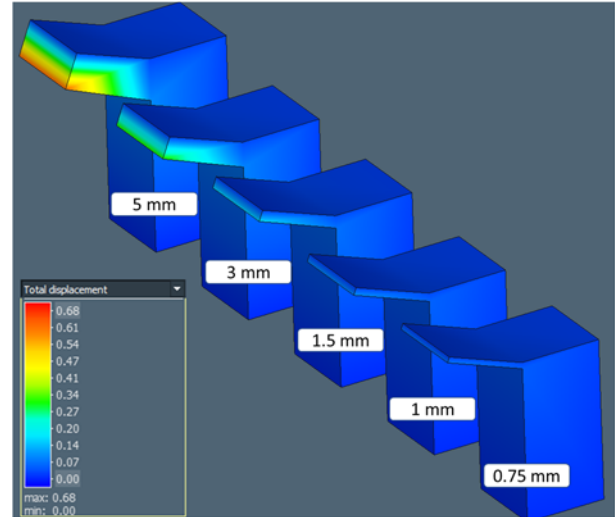 5 mm
3 mm
1.5 mm
1 mm
0.75 mm
Total displacement
0.68
0.61
0.54
0.47
0.41
0.34
0.27
0.20
0.14
0.07
0.00
max: 0.68
min: 0.00